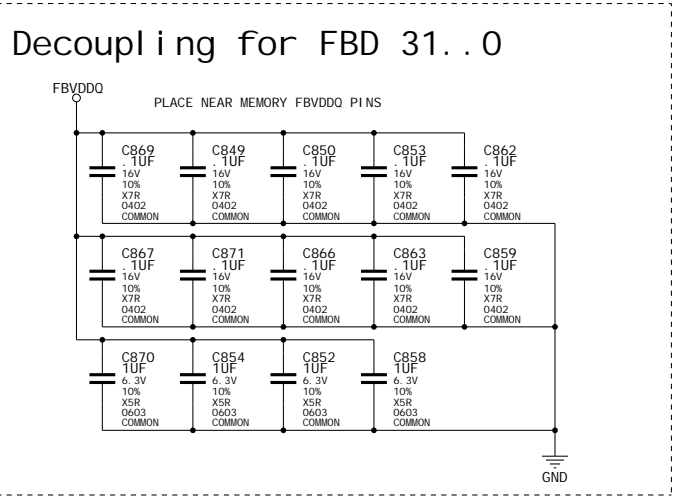 Decoupling for FBD 31..0
FBVDDQ
PLACE NEAR MEMORY FBVDDQ PINS
C869
.1UF
16V
10%
X7R
0402
COMMON
C849
.1UF
16V
10%
X7R
0402
COMMON
C850
.1UF
16V
10%
X7R
0402
COMMON
C853
.1UF
16V
10%
X7R
0402
COMMON
C862
.1UF
16V
10%
X7R
0402
COMMON
C867
.1UF
16V
10%
X7R
0402
COMMON
C871
.1UF
16V
10%
X7R
0402
COMMON
C866
.1UF
16V
10%
X7R
0402
COMMON
C863
.1UF
16V
10%
X7R
0402
COMMON
C859
.1UF
16V
10%
X7R
0402
COMMON
C870
1UF
6.3V
10%
X5R
0603
COMMON
C854
1UF
6.3V
10%
X5R
0603
COMMON
C852
1UF
6.3V
10%
X5R
0603
COMMON
C858
1UF
6.3V
10%
X5R
0603
COMMON
GND